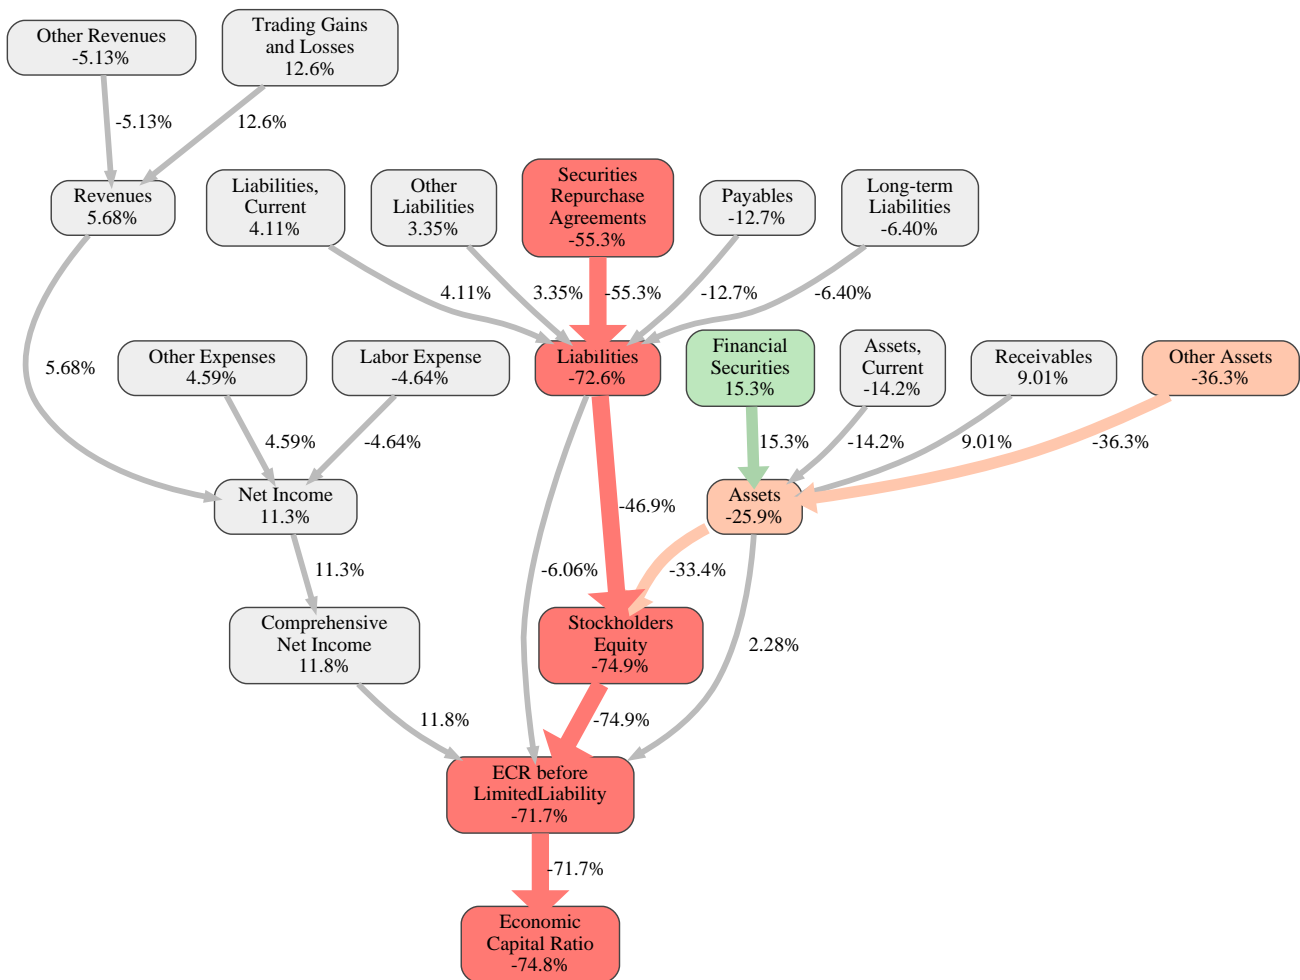 Other Revenues
-5.13%
Trading Gains
and Losses
12.6%
-5.13%
12.6%
Revenues
5.68%
Liabilities,
Current
4.11%
Other
Liabilities
3.35%
Securities
Repurchase
Agreements
-55.3%
Payables
-12.7%
Long-term
Liabilities
-6.40%
4.11%
3.35%
-55.3%
-12.7%
-6.40%
5.68%
Other Expenses
4.59%
Labor Expense
-4.64%
Liabilities
-72.6%
Financial
Securities
15.3%
Assets,
Current
-14.2%
Receivables
9.01%
Other Assets
-36.3%
4.59%
-4.64%
15.3%
-14.2%
9.01%
-36.3%
Net Income
11.3%
-46.9%
Assets
-25.9%
11.3%
-6.06%
-33.4%
2.28%
Comprehensive
Net Income
11.8%
Stockholders
Equity
-74.9%
11.8%
-74.9%
ECR before
LimitedLiability
-71.7%
-71.7%
Economic
Capital Ratio
-74.8%